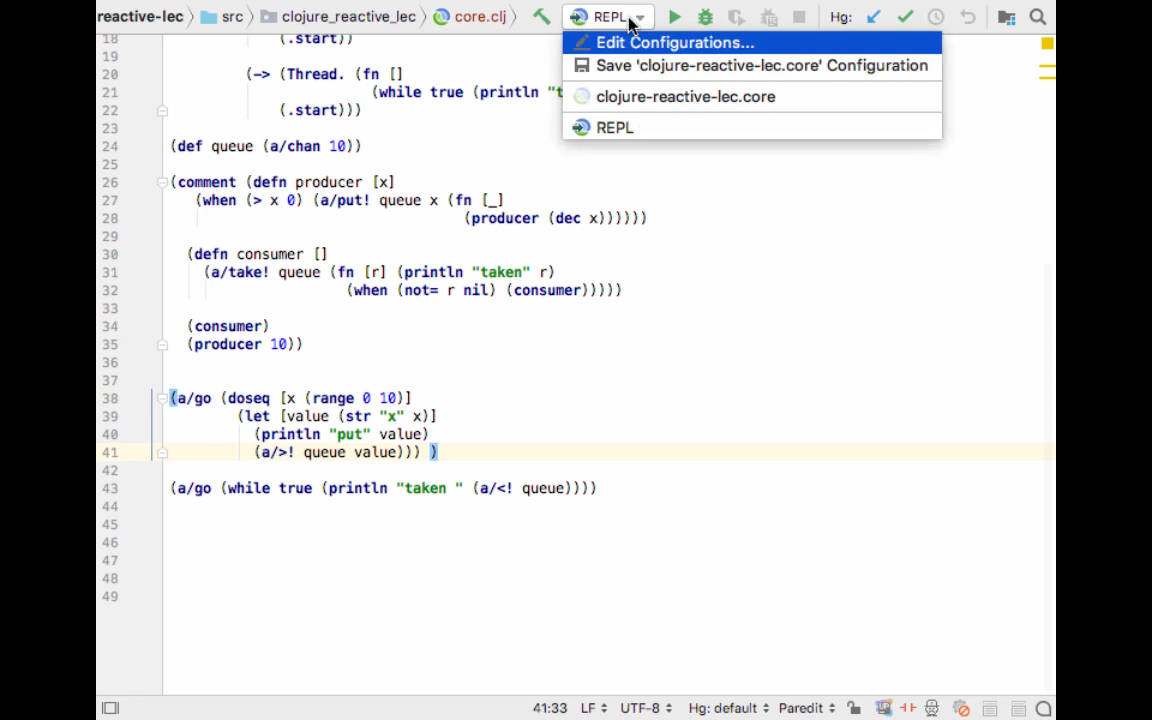 reactive-lec src clojure_reactive_lec core.clj REPL Hg:
Edit Configurations...
Save 'clojure-reactive-lec.core' Configuration
clojure-reactive-lec.core
REPL
18 (.start))
19
20 (-> (Thread. (fn []
21 (while true (println "t
22 (.start)))
23
24 (def queue (a/chan 10))
25
26 (comment (defn producer [x]
27 (when (> x 0) (a/put! queue x (fn [_]
28 (producer (dec x))))))
29
30 (defn consumer []
31 (a/take! queue (fn [r] (println "taken" r)
32 (when (not= r nil) (consumer)))))
33
34 (consumer)
35 (producer 10))
36
37
38 (a/go (doseq [x (range 0 10)]
39 (let [value (str "x" x)]
40 (println "put" value)
41 (a/>! queue value))) )
42
43 (a/go (while true (println "taken " (a/<! queue))))
44
45
46
47
48
49
41:33 LF UTF-8 Hg: default Paredit